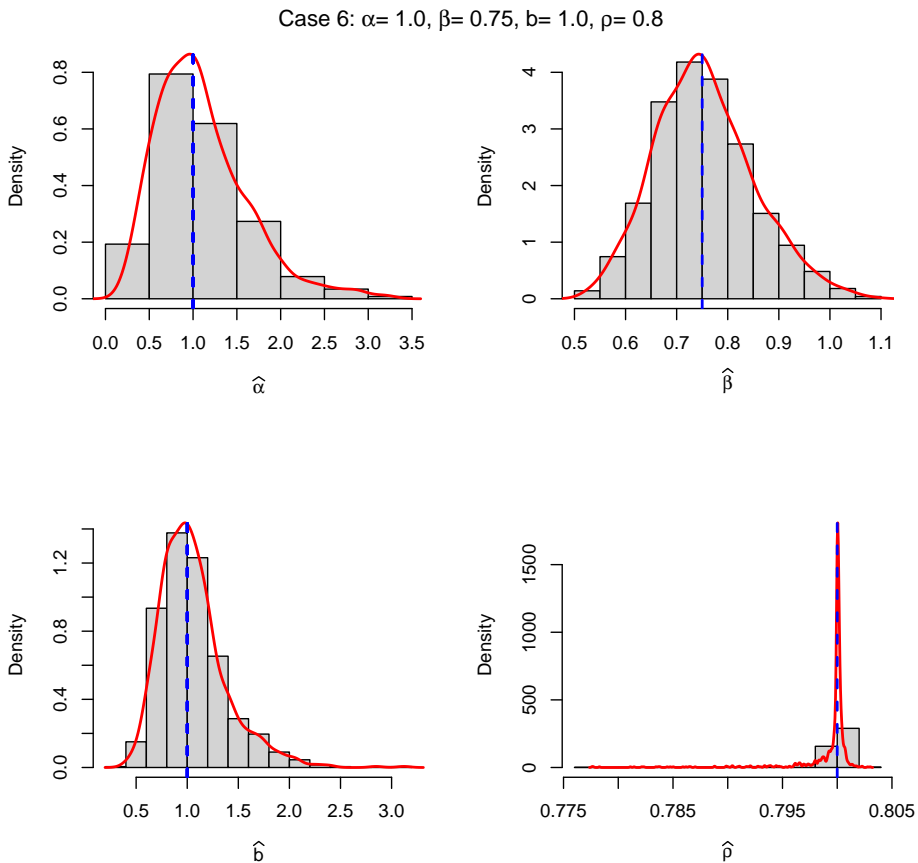 Case 6: α= 1.0, β= 0.75, b= 1.0, ρ= 0.8
Density
0.0 0.2 0.4 0.6 0.8
0.0 0.5 1.0 1.5 2.0 2.5 3.0 3.5
α̂
Density
0 1 2 3 4
0.5 0.6 0.7 0.8 0.9 1.0 1.1
β̂
Density
0.0 0.4 0.8 1.2
0.5 1.0 1.5 2.0 2.5 3.0
b̂
Density
0 500 1000 1500
0.775 0.785 0.795 0.805
ρ̂